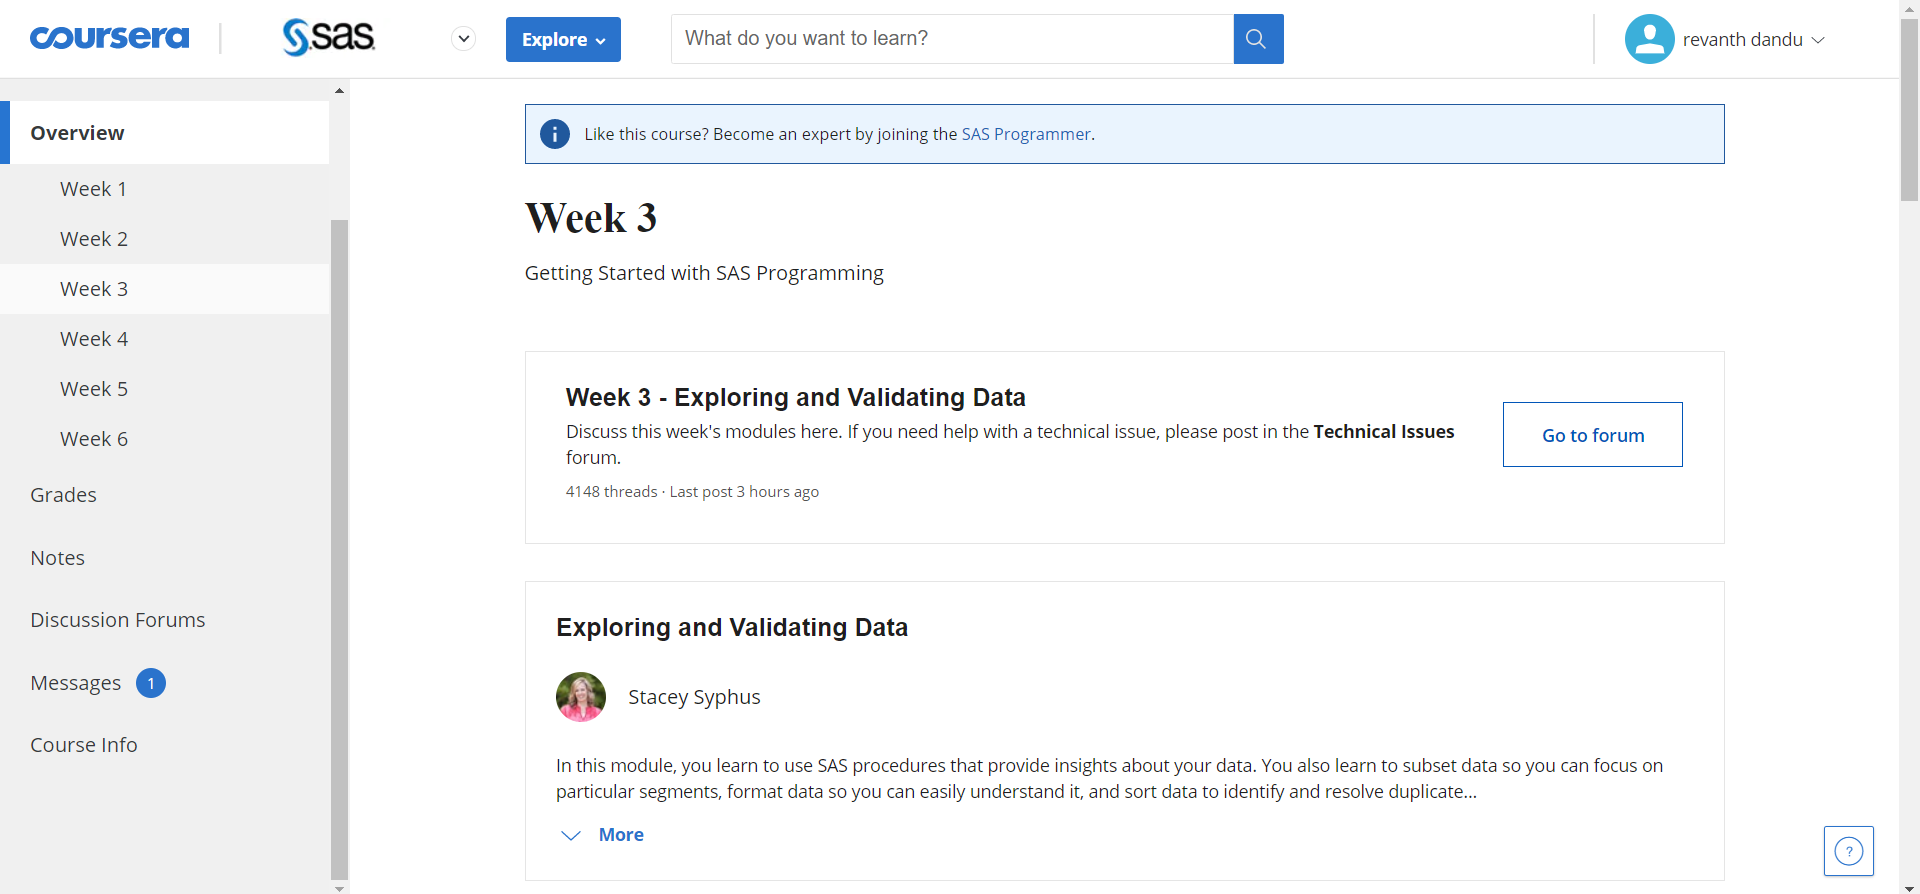 coursera
sas
Explore
What do you want to learn?
revanth dandu
Overview
Week 1
Week 2
Week 3
Week 4
Week 5
Week 6
Grades
Notes
Discussion Forums
Messages 1
Course Info
i Like this course? Become an expert by joining the SAS Programmer.
Week 3
Getting Started with SAS Programming
Week 3 - Exploring and Validating Data
Discuss this week's modules here. If you need help with a technical issue, please post in the Technical Issues
forum.
4148 threads · Last post 3 hours ago
Go to forum
Exploring and Validating Data
Stacey Syphus
In this module, you learn to use SAS procedures that provide insights about your data. You also learn to subset data so you can focus on
particular segments, format data so you can easily understand it, and sort data to identify and resolve duplicate...
More
?